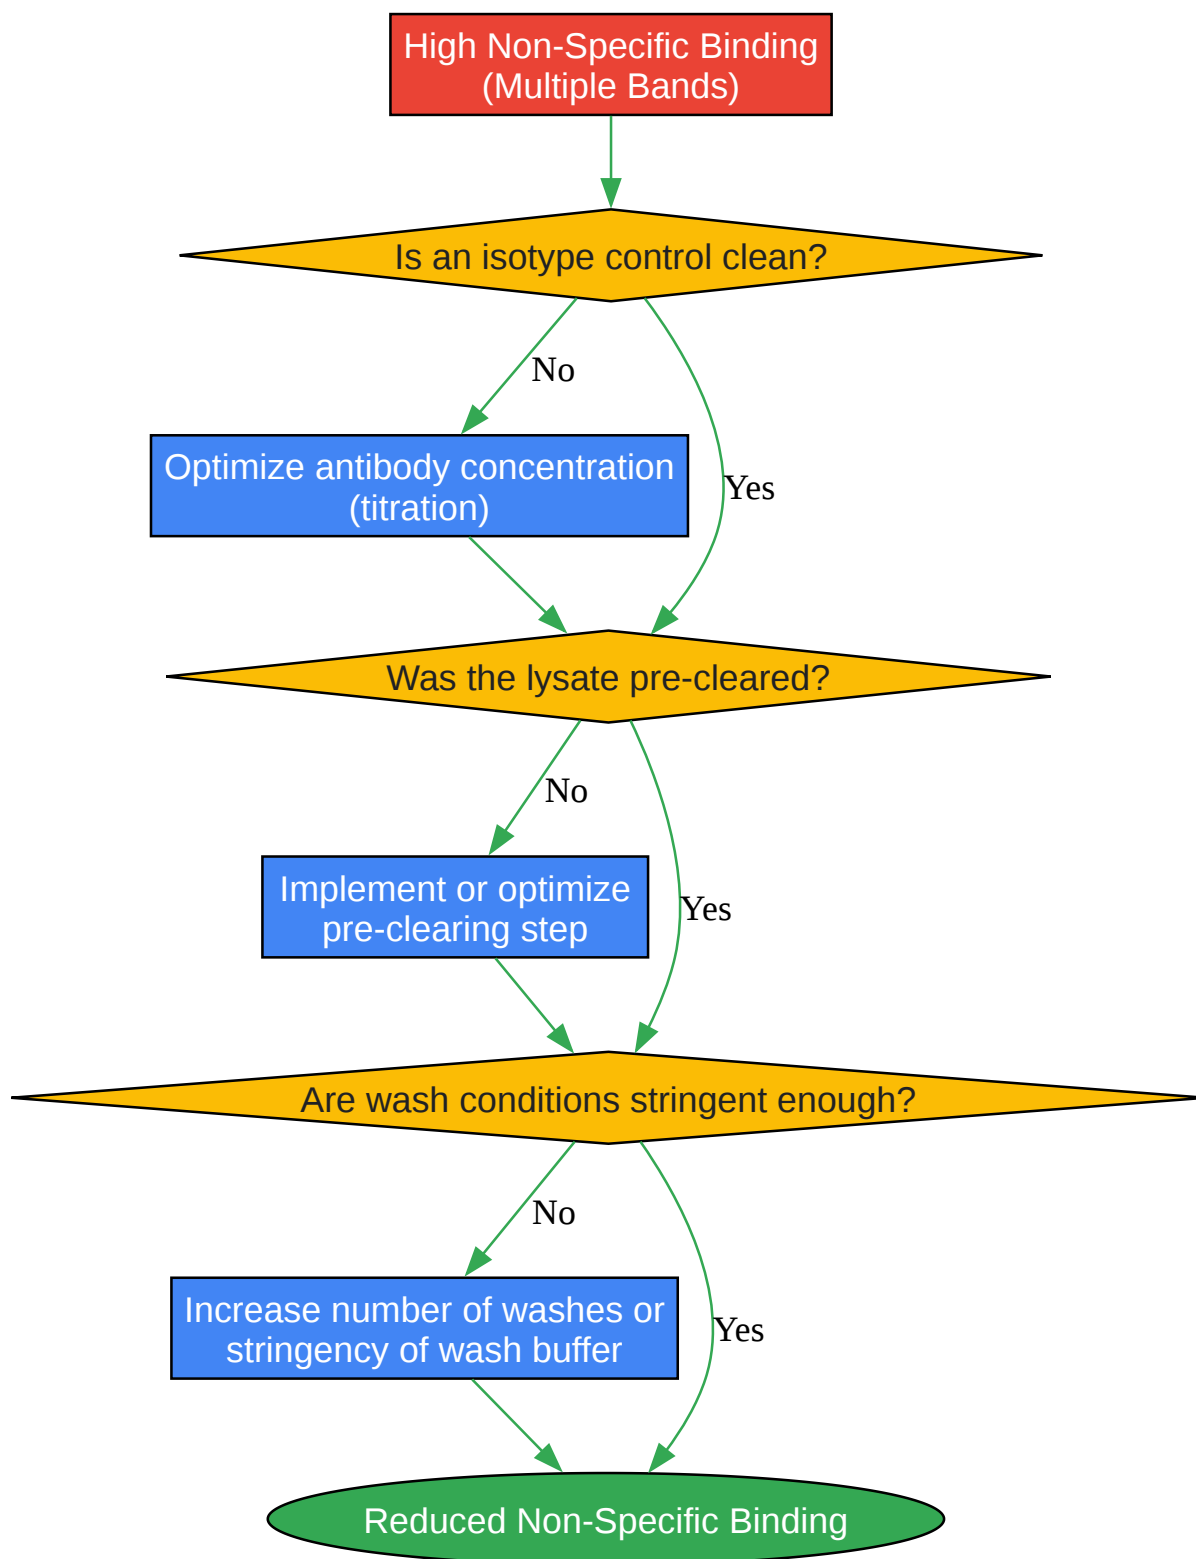 High Non-Specific Binding
(Multiple Bands)
Is an isotype control clean?
No
Optimize antibody concentration
(titration)
Yes
Was the lysate pre-cleared?
No
Implement or optimize
pre-clearing step
Yes
Are wash conditions stringent enough?
No
Increase number of washes or
stringency of wash buffer
Yes
Reduced Non-Specific Binding